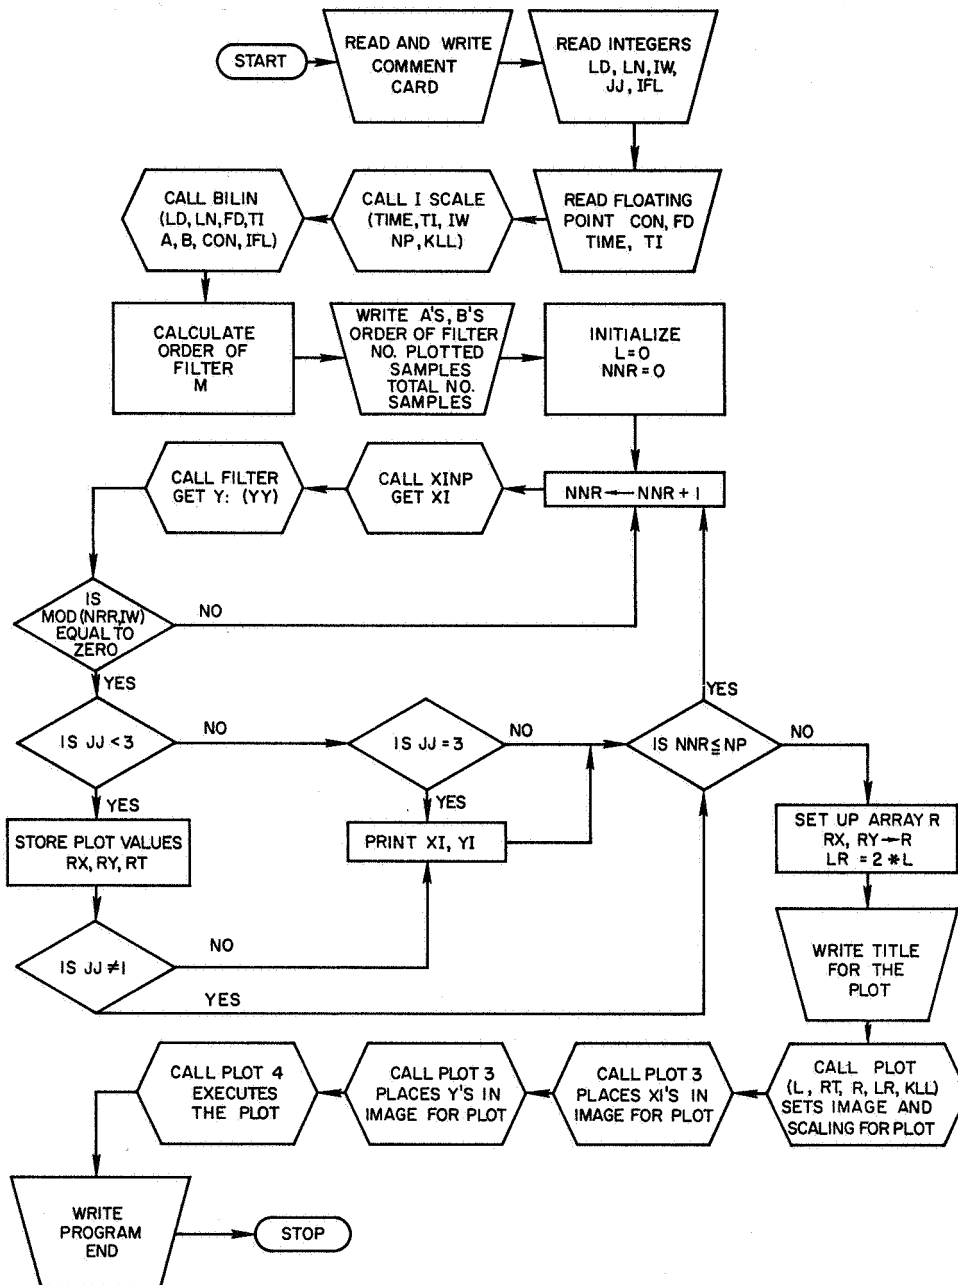 START
READ AND WRITE
COMMENT
CARD
READ INTEGERS
LD, LN, IW,
JJ, IFL
CALL BILIN
(LD, LN, FD, TI
A, B, CON, IFL)
CALL I SCALE
(TIME, TI, IW
NP, KLL)
READ FLOATING
POINT CON, FD
TIME, TI
CALCULATE
ORDER OF
FILTER
M
WRITE A'S, B'S
ORDER OF FILTER
NO. PLOTTED
SAMPLES
TOTAL NO.
SAMPLES
INITIALIZE
L=0
NNR=0
CALL FILTER
GET Y: (YY)
CALL XINP
GET XI
NNR ← NNR + 1
IS
MOD (NRR,IW)
EQUAL TO
ZERO
NO
YES
YES
IS JJ < 3
NO
IS JJ = 3
NO
IS NNR ≦ NP
NO
YES
YES
STORE PLOT VALUES
RX, RY, RT
PRINT XI, YI
SET UP ARRAY R
RX, RY → R
LR = 2 * L
IS JJ ≠ 1
NO
YES
WRITE TITLE
FOR THE
PLOT
CALL PLOT 4
EXECUTES
THE PLOT
CALL PLOT 3
PLACES Y'S IN
IMAGE FOR PLOT
CALL PLOT 3
PLACES XI'S IN
IMAGE FOR PLOT
CALL PLOT
(L, RT, R, LR, KLL)
SETS IMAGE AND
SCALING FOR PLOT
WRITE
PROGRAM
END
STOP